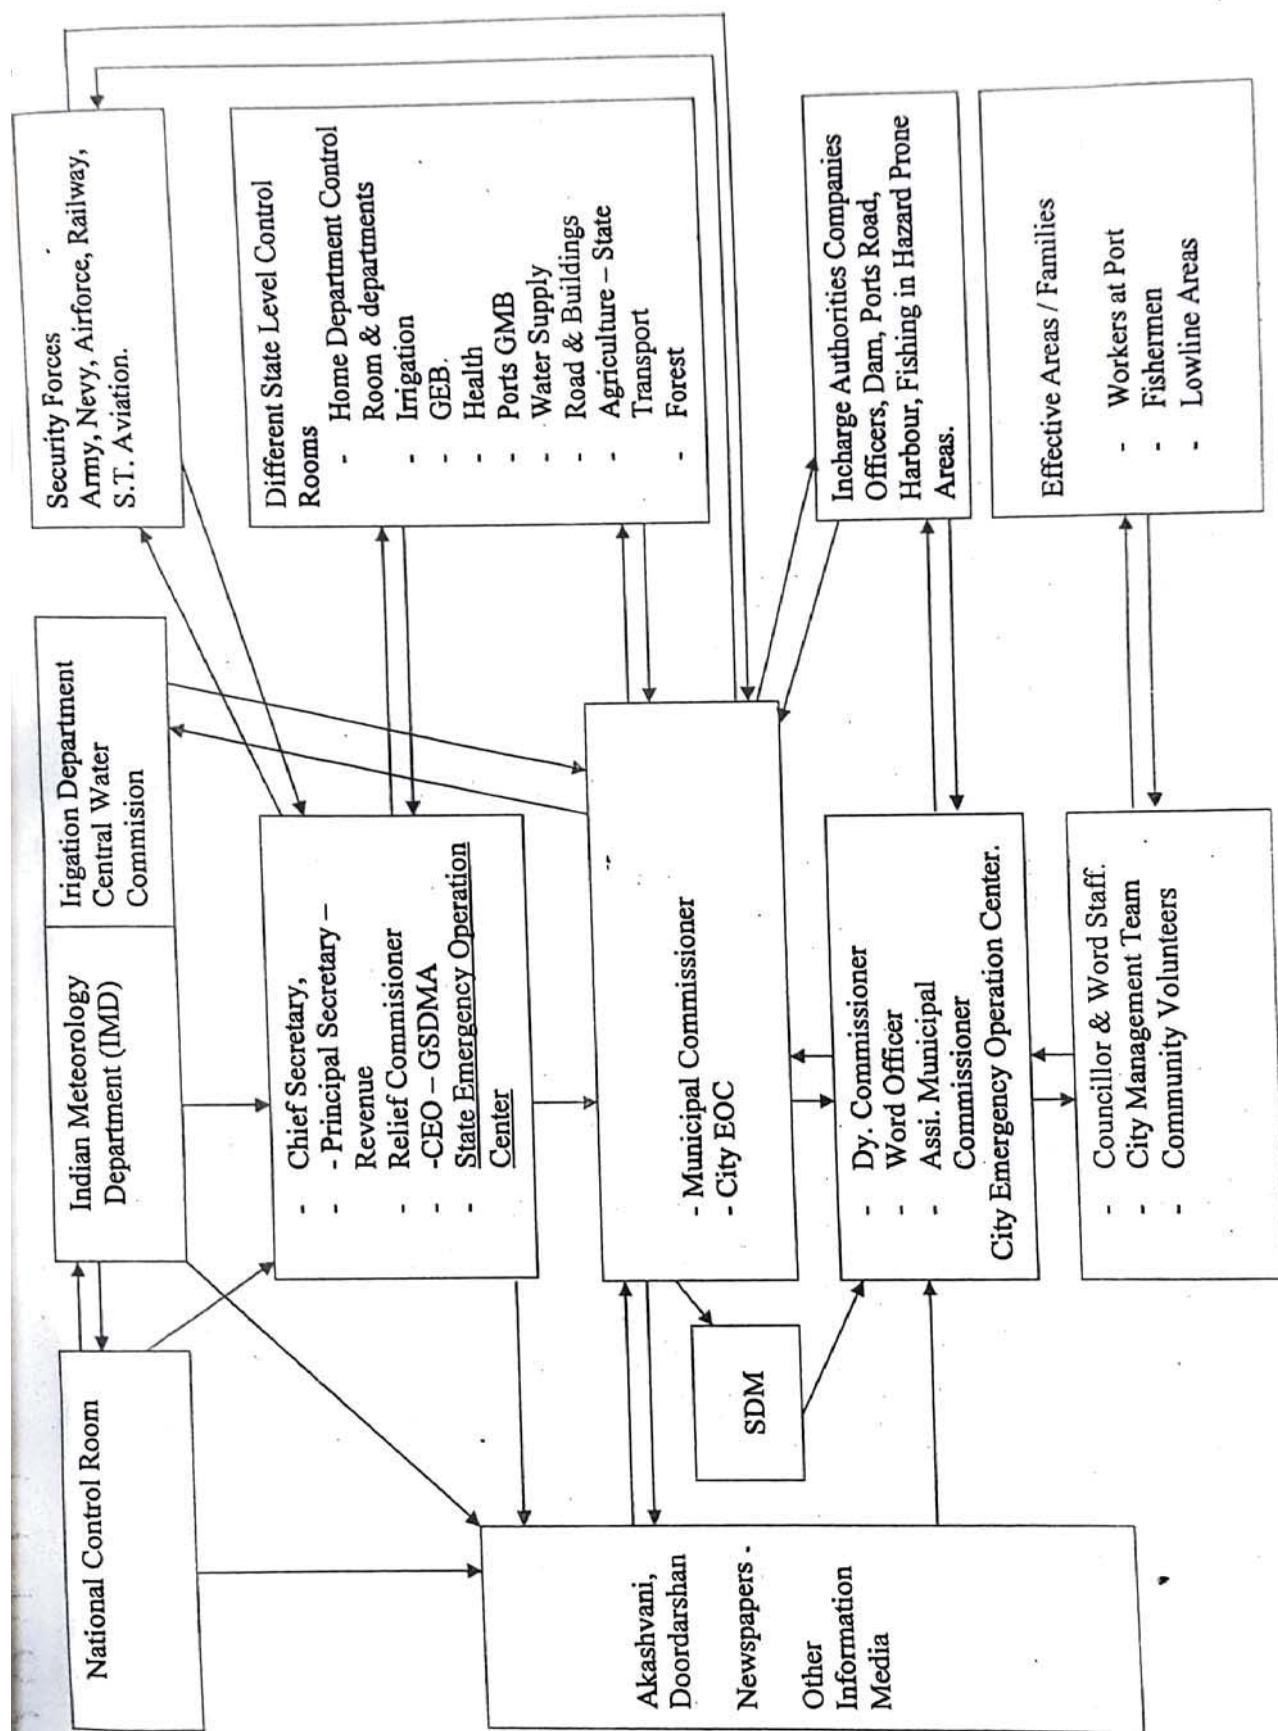 National Control Room
Indian Meteorology
Department (IMD)
Irrigation Department
Central Water
Commision
Security Forces
Army, Nevy, Airforce, Railway,
S.T. Aviation.
- Chief Secretary,
- - Principal Secretary –
Revenue
- Relief Commisioner
- -CEO – GSDMA
- State Emergency Operation
Center
Different State Level Control
Rooms
- Home Department Control
Room & departments
- Irrigation
- GEB.
- Health
- Ports GMB
- Water Supply
- Road & Buildings
- Agriculture – State
Transport
- Forest
Akashvani,
Doordarshan
Newspapers -
Other
Information
Media
- Municipal Commissioner
- City EOC
SDM
- Dy. Commissioner
- Word Officer
- Assi. Municipal
Commissioner
City Emergency Operation Center.
Incharge Authorities Companies
Officers, Dam, Ports Road,
Harbour, Fishing in Hazard Prone
Areas.
- Councillor & Word Staff.
- City Management Team
- Community Volunteers
Effective Areas / Families
- Workers at Port
- Fishermen
- Lowline Areas